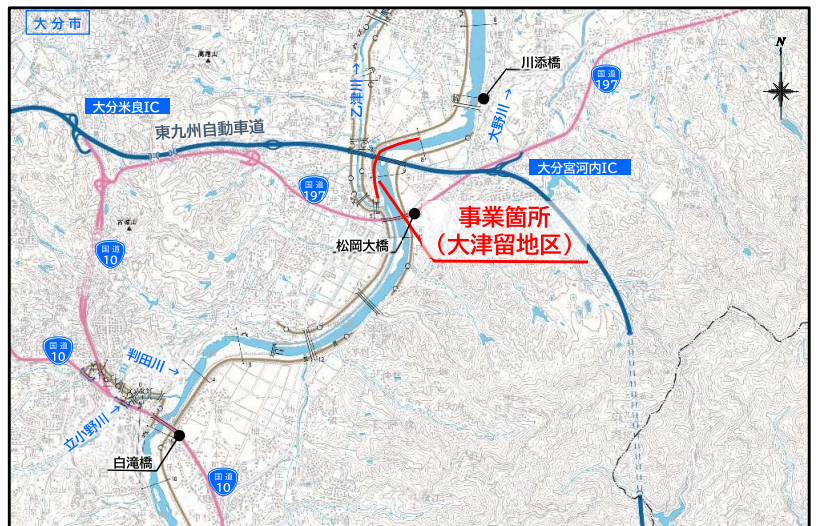 大分市
高尾山
N
川添橋
国道
197
乙津川→
大野川→
大分米良IC
東九州自動車道
大分宮河内IC
国道
197
事業箇所
（大津留地区）
松岡大橋
国道
10
国道
10
判田川→
立小野川→
白滝橋
国道
10